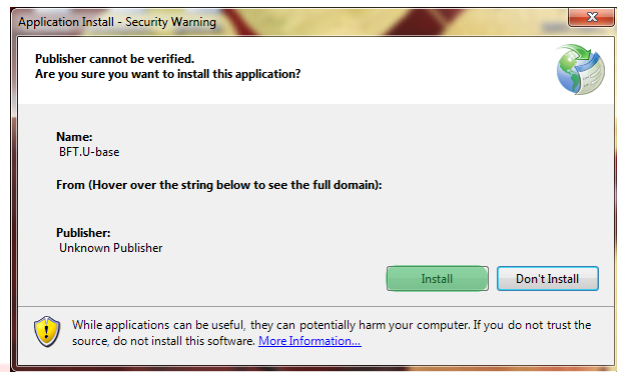 Application Install - Security Warning
Publisher cannot be verified.
Are you sure you want to install this application?
Name:
BFT.U-base
From (Hover over the string below to see the full domain):
Publisher:
Unknown Publisher
Install
Don't Install
While applications can be useful, they can potentially harm your computer. If you do not trust the
source, do not install this software. More Information...